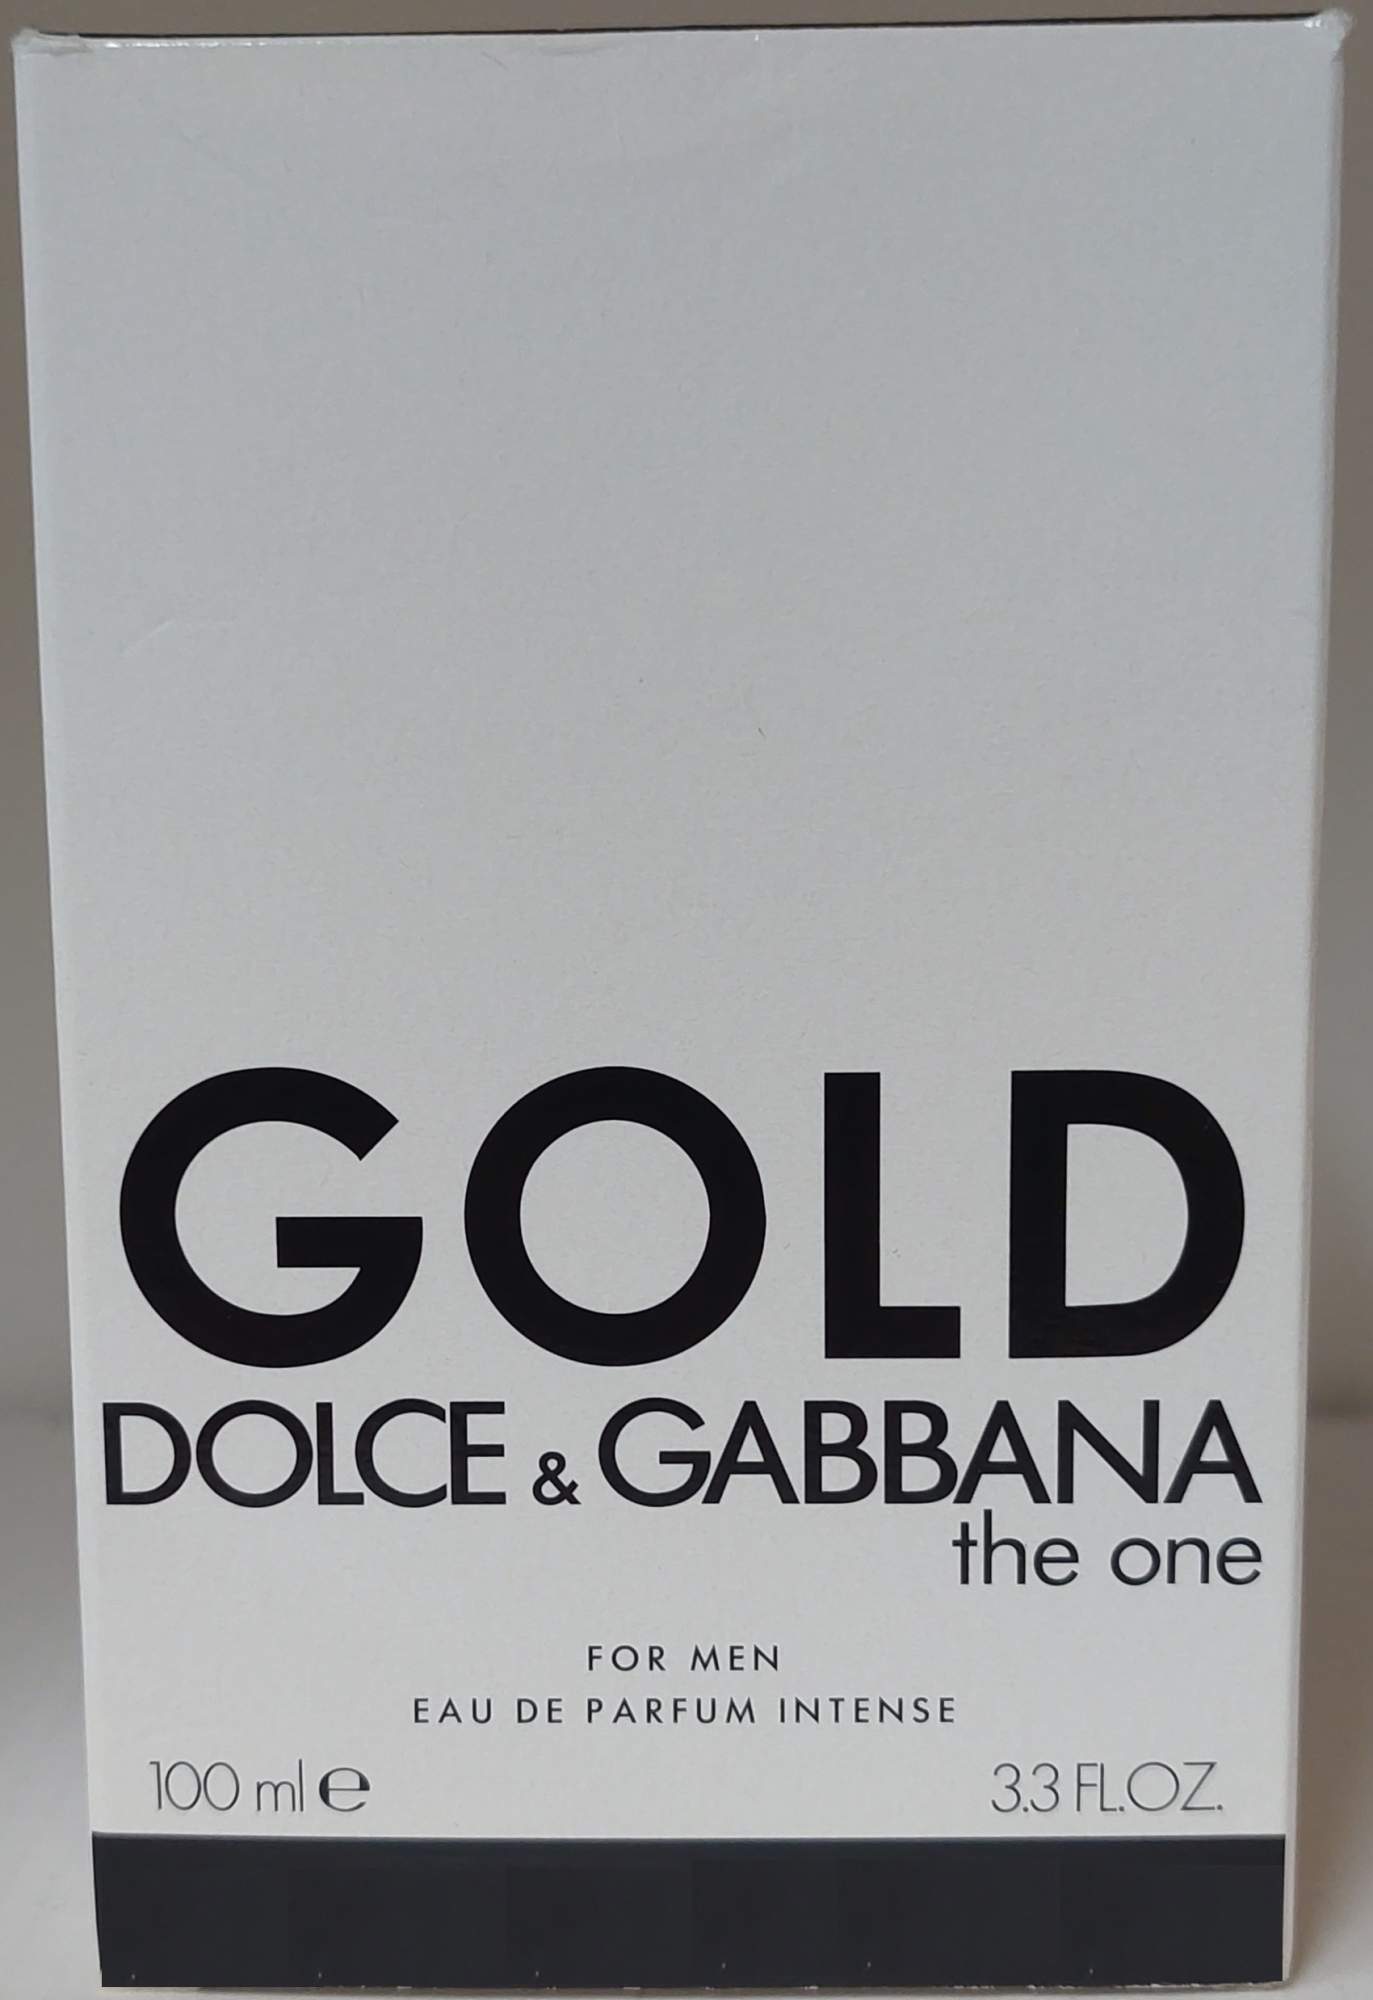 GOLD
DOLCE & GABBANA
the one
FOR MEN
EAU DE PARFUM INTENSE
100 ml ℮ 3.3 FL.OZ.